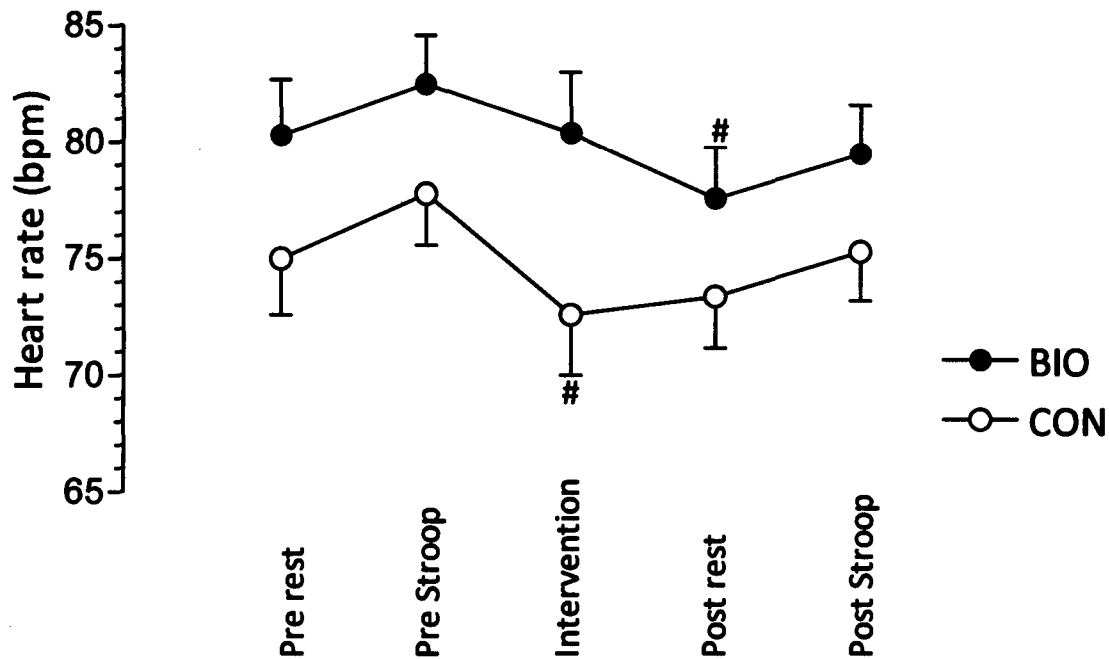 Heart rate (bpm)
85
80
75
70
65
#
#
BIO
CON
Pre rest
Pre Stroop
Intervention
Post rest
Post Stroop